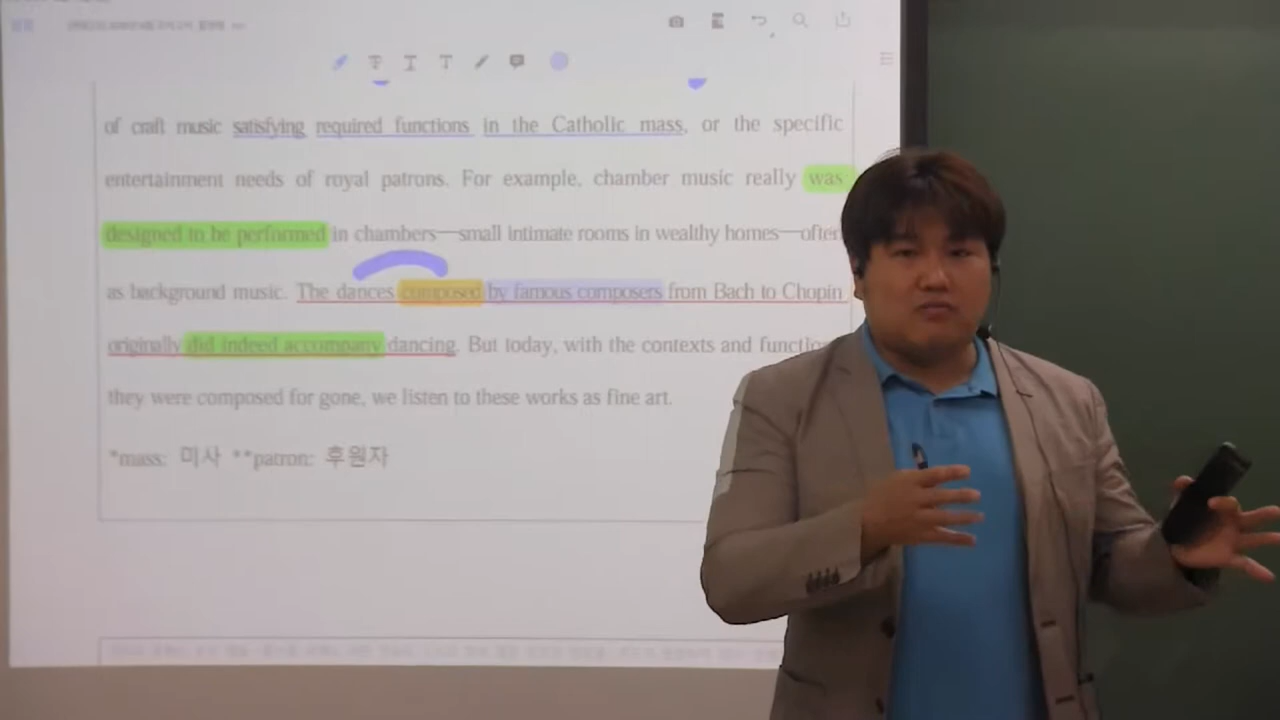 of craft music satisfying required functions in the Catholic mass, or the specific
entertainment needs of royal patrons. For example, chamber music really was
designed to be performed in chambers—small intimate rooms in wealthy homes—often
as background music. The dances composed by famous composers from Bach to Chopin
originally did indeed accompany dancing. But today, with the contexts and
they were composed for gone, we listen to these works as fine art.
*mass: 미사 **patron: 후원자